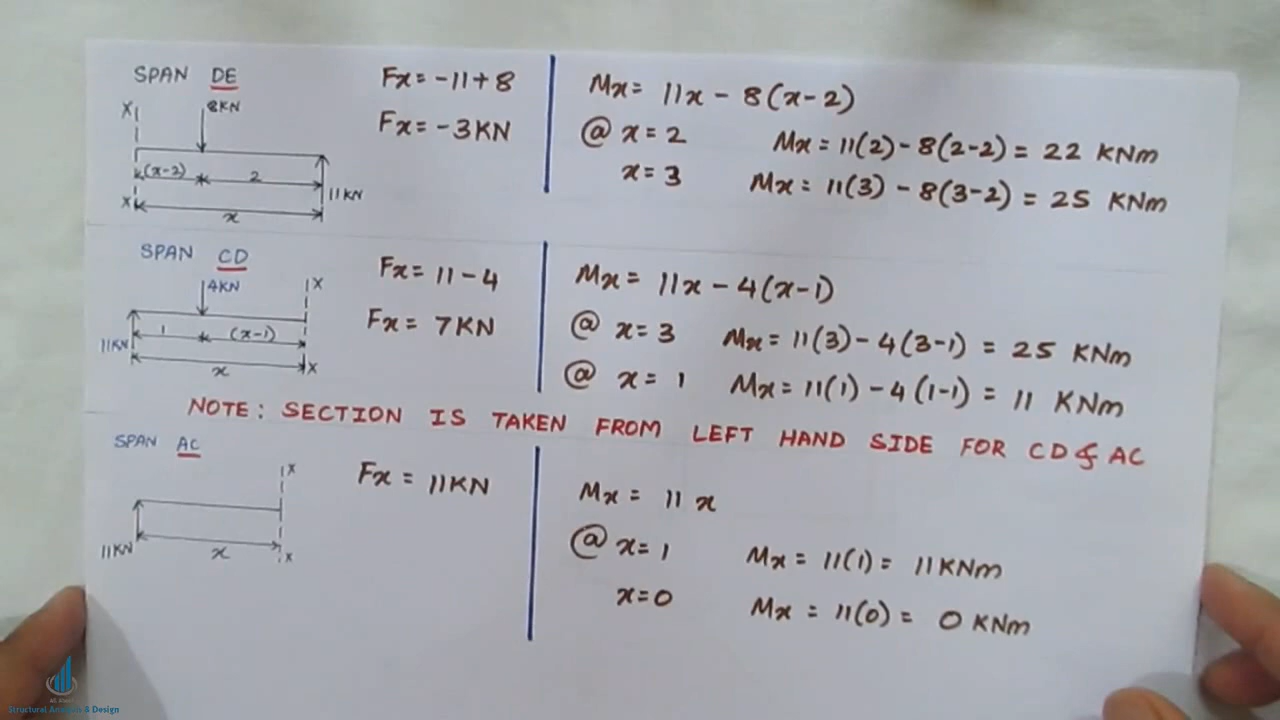 SPAN DE
X
8KN
(x-2)
2
11KN
X
x
Fx = -11+8
Fx = -3KN
Mx = 11x - 8(x-2)
@ x=2 Mx = 11(2)-8(2-2) = 22 KNm
x=3 Mx = 11(3) - 8(3-2) = 25 KNm
SPAN CD
4KN
X
1
(x-1)
11KN
x
X
Fx = 11-4
Fx = 7KN
Mx = 11x - 4(x-1)
@ x=3 Mx = 11(3)-4(3-1) = 25 KNm
@ x=1 Mx = 11(1)-4(1-1) = 11 KNm
NOTE: SECTION IS TAKEN FROM LEFT HAND SIDE FOR CD & AC
SPAN AC
X
11KN
x
X
Fx = 11KN
Mx = 11 x
@ x=1 Mx = 11(1) = 11KNm
x=0 Mx = 11(0) = 0 KNm
Structural Analysis & Design